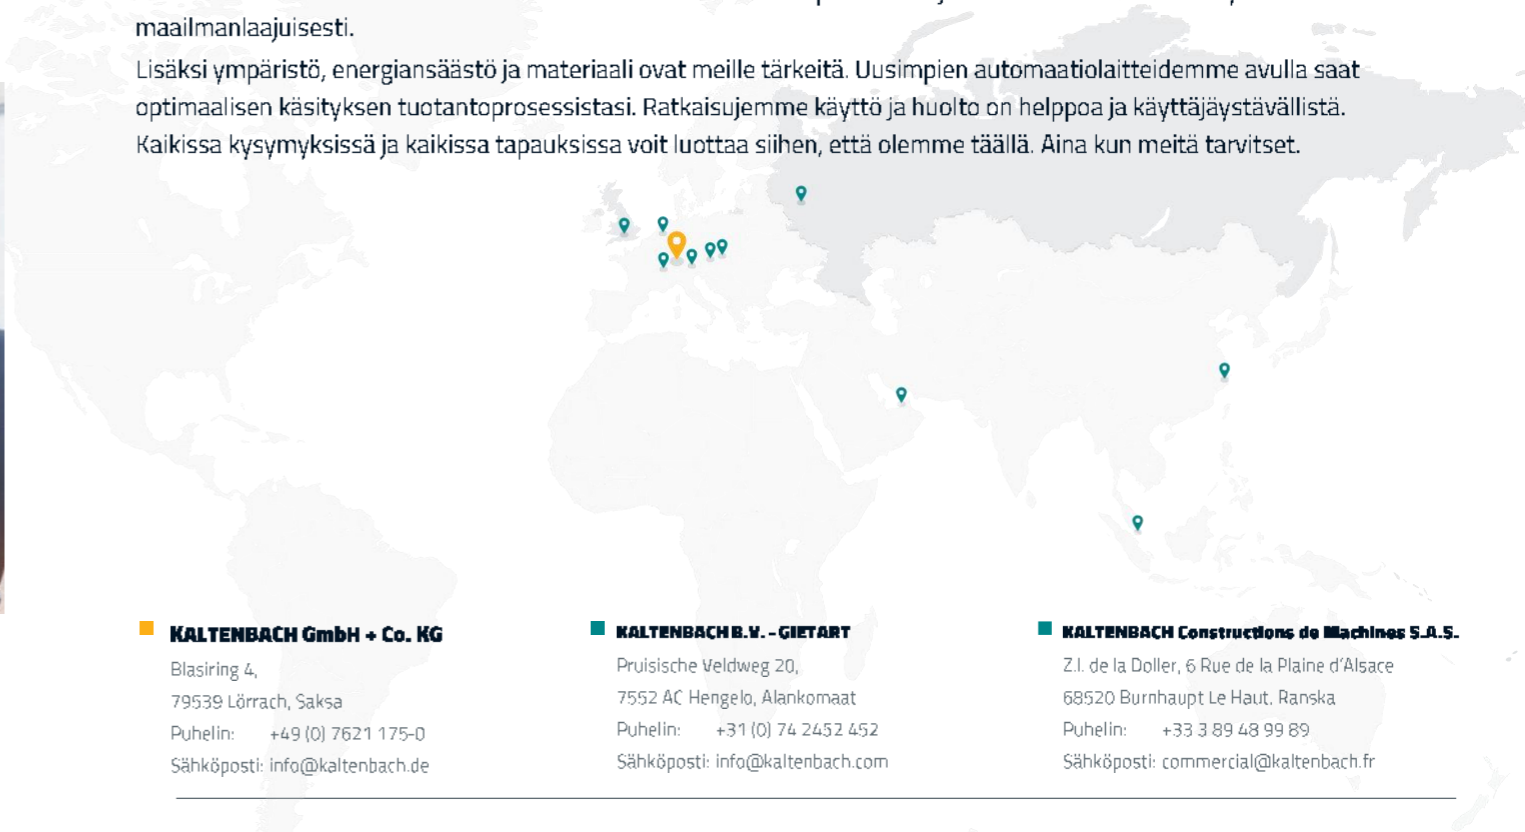 maailmanlaajuisesti.
Lisäksi ympäristö, energiansäästö ja materiaali ovat meille tärkeitä. Uusimpien automaatiolaitteidemme avulla saat
optimaalisen käsityksen tuotantoprosessistasi. Ratkaisujemme käyttö ja huolto on helppoa ja käyttäjäystävällistä.
Kaikissa kysymyksissä ja kaikissa tapauksissa voit luottaa siihen, että olemme täällä. Aina kun meitä tarvitset.
KALTENBACH GmbH + Co. KG
Blasiring 4,
79539 Lörrach, Saksa
Puhelin: +49 (0) 7621 175-0
Sähköposti: info@kaltenbach.de
KALTENBACH B.V. - GIETART
Pruisische Veldweg 20,
7552 AC Hengelo, Alankomaat
Puhelin: +31 (0) 74 2452 452
Sähköposti: info@kaltenbach.com
KALTENBACH Constructions de Machines S.A.S.
Z.I. de la Doller, 6 Rue de la Plaine d'Alsace
68520 Burnhaupt Le Haut, Ranska
Puhelin: +33 3 89 48 99 89
Sähköposti: commercial@kaltenbach.fr